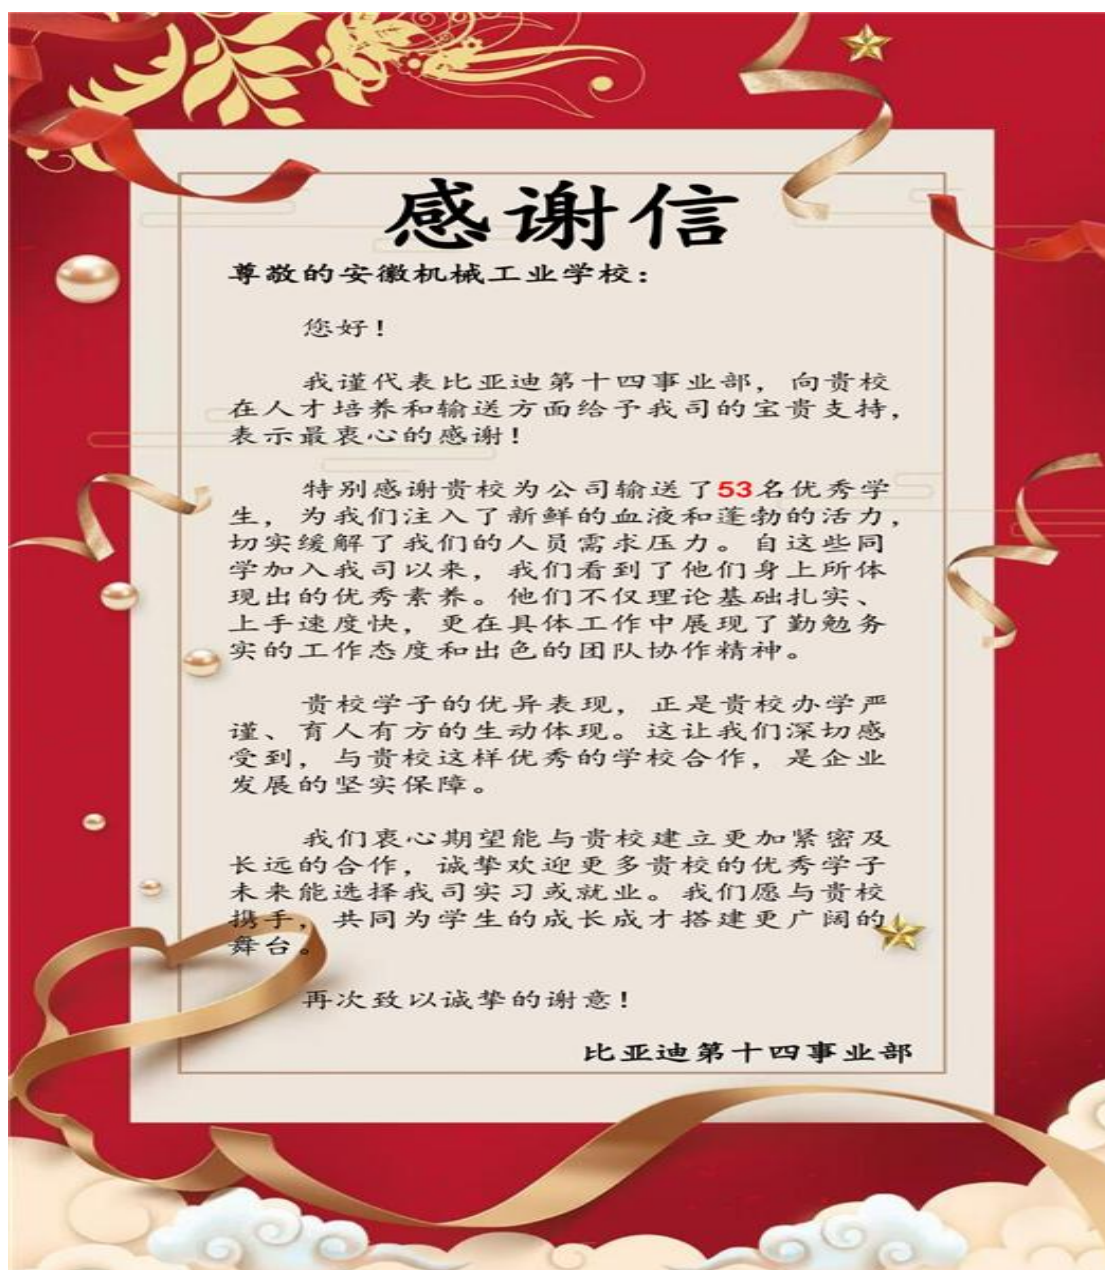 感谢信
尊敬的安徽机械工业学校：
您好！
我谨代表比亚迪第十四事业部，向贵校
在人才培养和输送方面给予我司的宝贵支持，
表示最衷心的感谢！
特别感谢贵校为公司输送了53名优秀学
生，为我们注入了新鲜的血液和蓬勃的活力，
切实缓解了我们的人员需求压力。自这些同
学加入我司以来，我们看到了他们身上所体
现出的优秀素养。他们不仅理论基础扎实、
上手速度快，更在具体工作中展现了勤勉务
实的工作态度和出色的团队协作精神。
贵校学子的优异表现，正是贵校办学严
谨、育人有方的生动体现。这让我们深切感
受到，与贵校这样优秀的学校合作，是企业
发展的坚实保障。
我们衷心期望能与贵校建立更加紧密及
长远的合作，诚挚欢迎更多贵校的优秀学子
未来能选择我司实习或就业。我们愿与贵校
携手，共同为学生的成长成才搭建更广阔的
舞台。
再次致以诚挚的谢意！
比亚迪第十四事业部